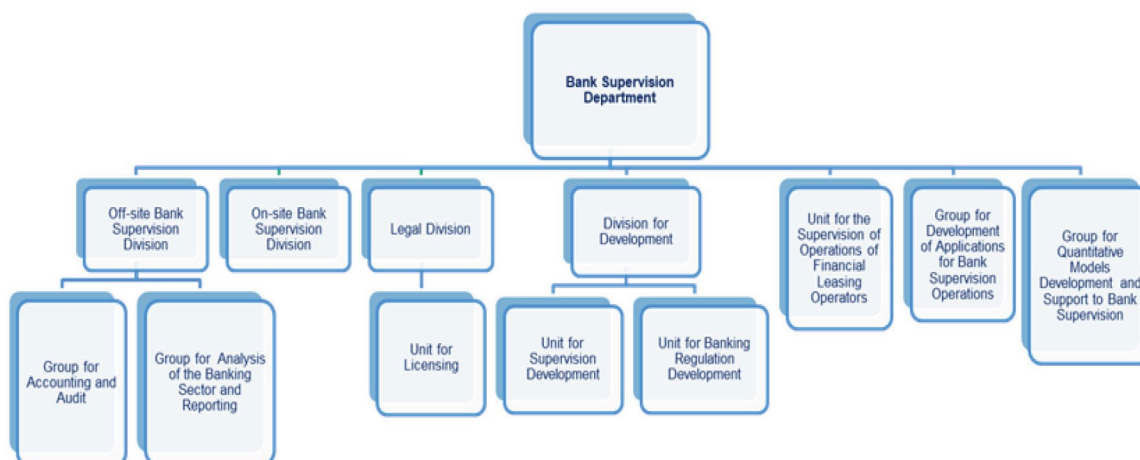 Bank Supervision
Department
Off-site Bank
Supervision
Division
On-site Bank
Supervision
Division
Legal Division
Division for
Development
Unit for the
Supervision of
Operations of
Financial
Leasing
Operators
Group for
Development
of Applications
for Bank
Supervision
Operations
Group for
Quantitative
Models
Development and
Support to Bank
Supervision
Group for
Accounting and
Audit
Group for Analysis
of the Banking
Sector and
Reporting
Unit for
Licensing
Unit for
Supervision
Development
Unit for Banking
Regulation
Development